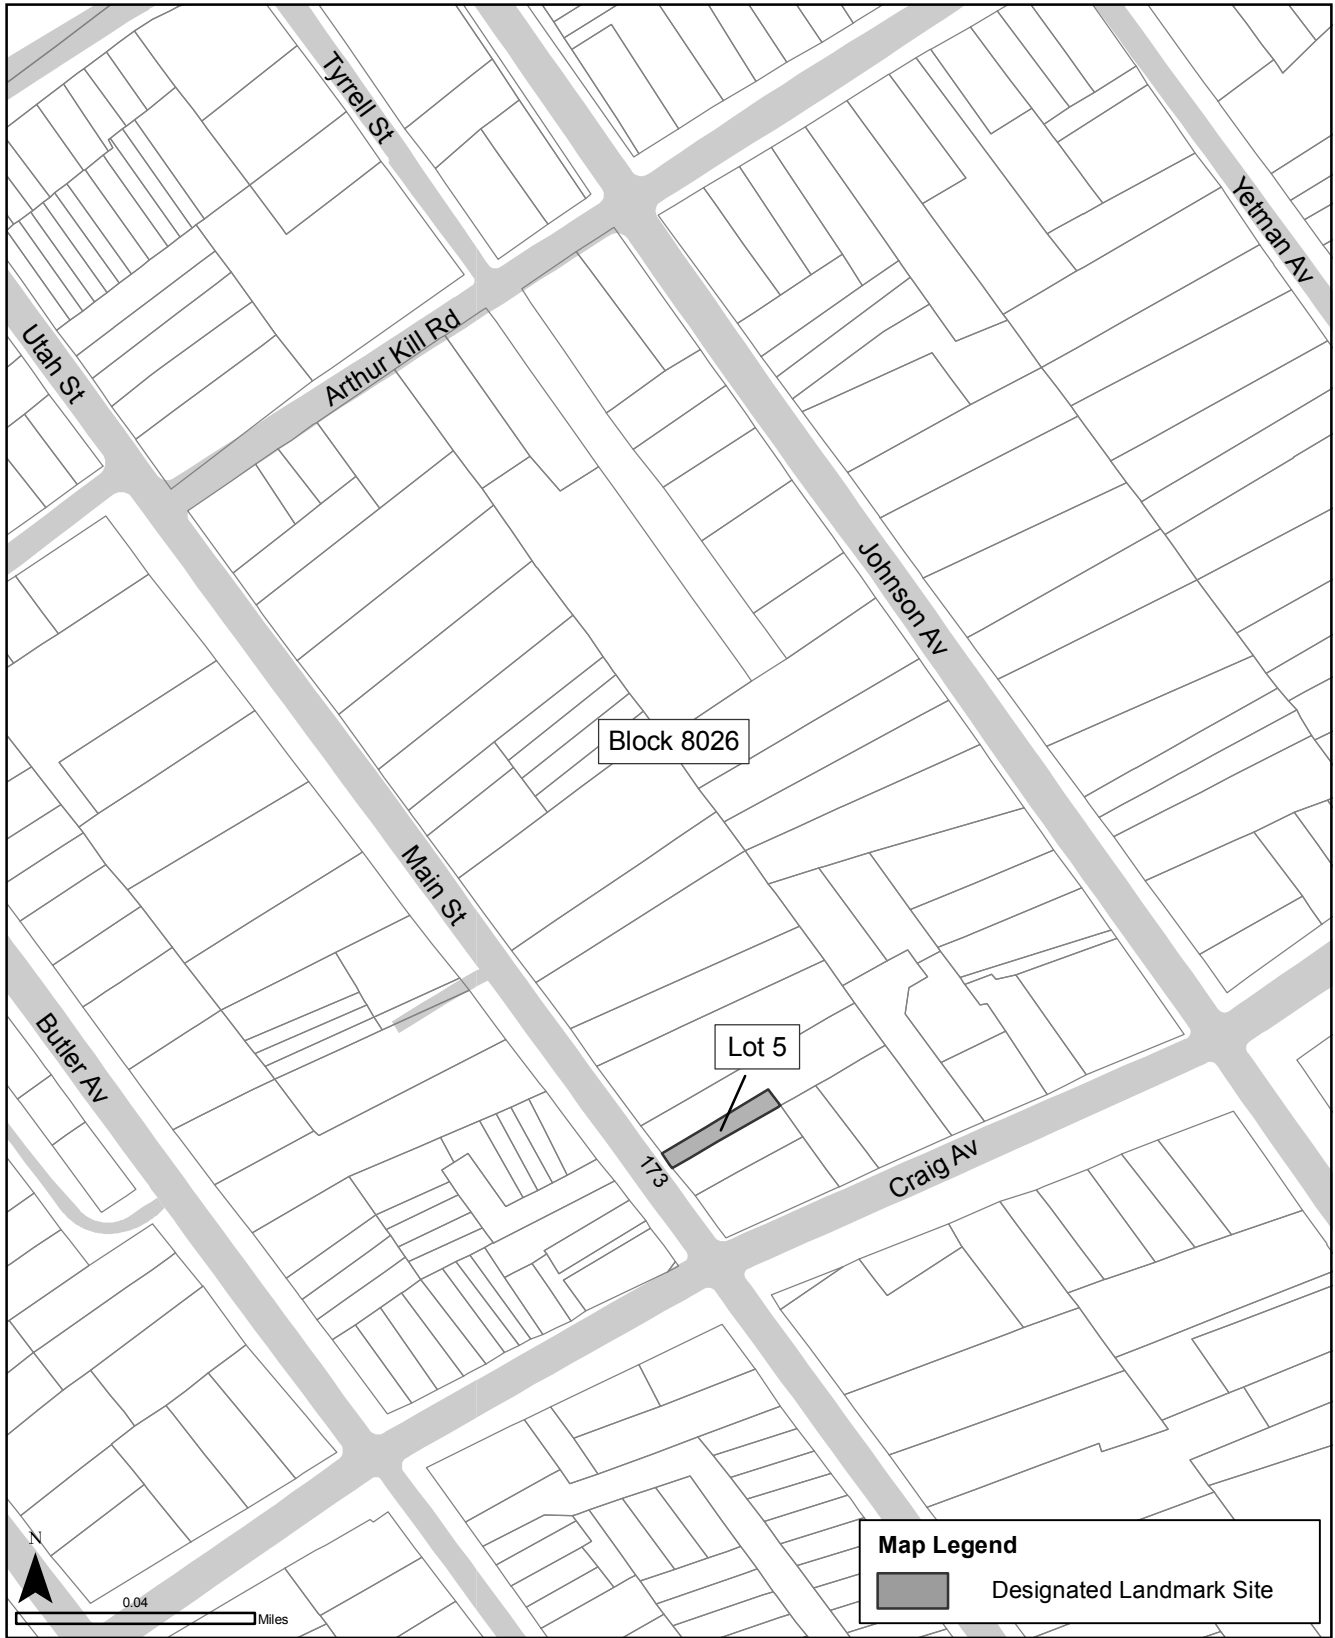 Tyrrell St
Yetman Av
Utah St
Arthur Kill Rd
Johnson Av
Block 8026
Main St
Butler Av
Lot 5
173
Craig Av
N
0.04
Miles
Map Legend
Designated Landmark Site